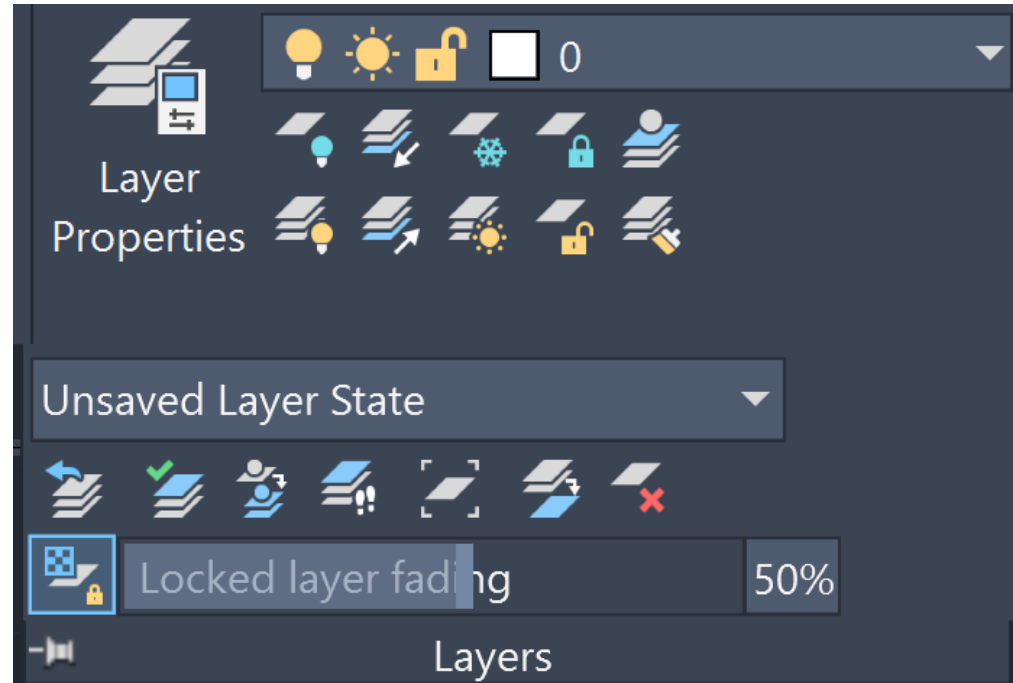 0
Layer
Properties
Unsaved Layer State
Locked layer fading
50%
Layers